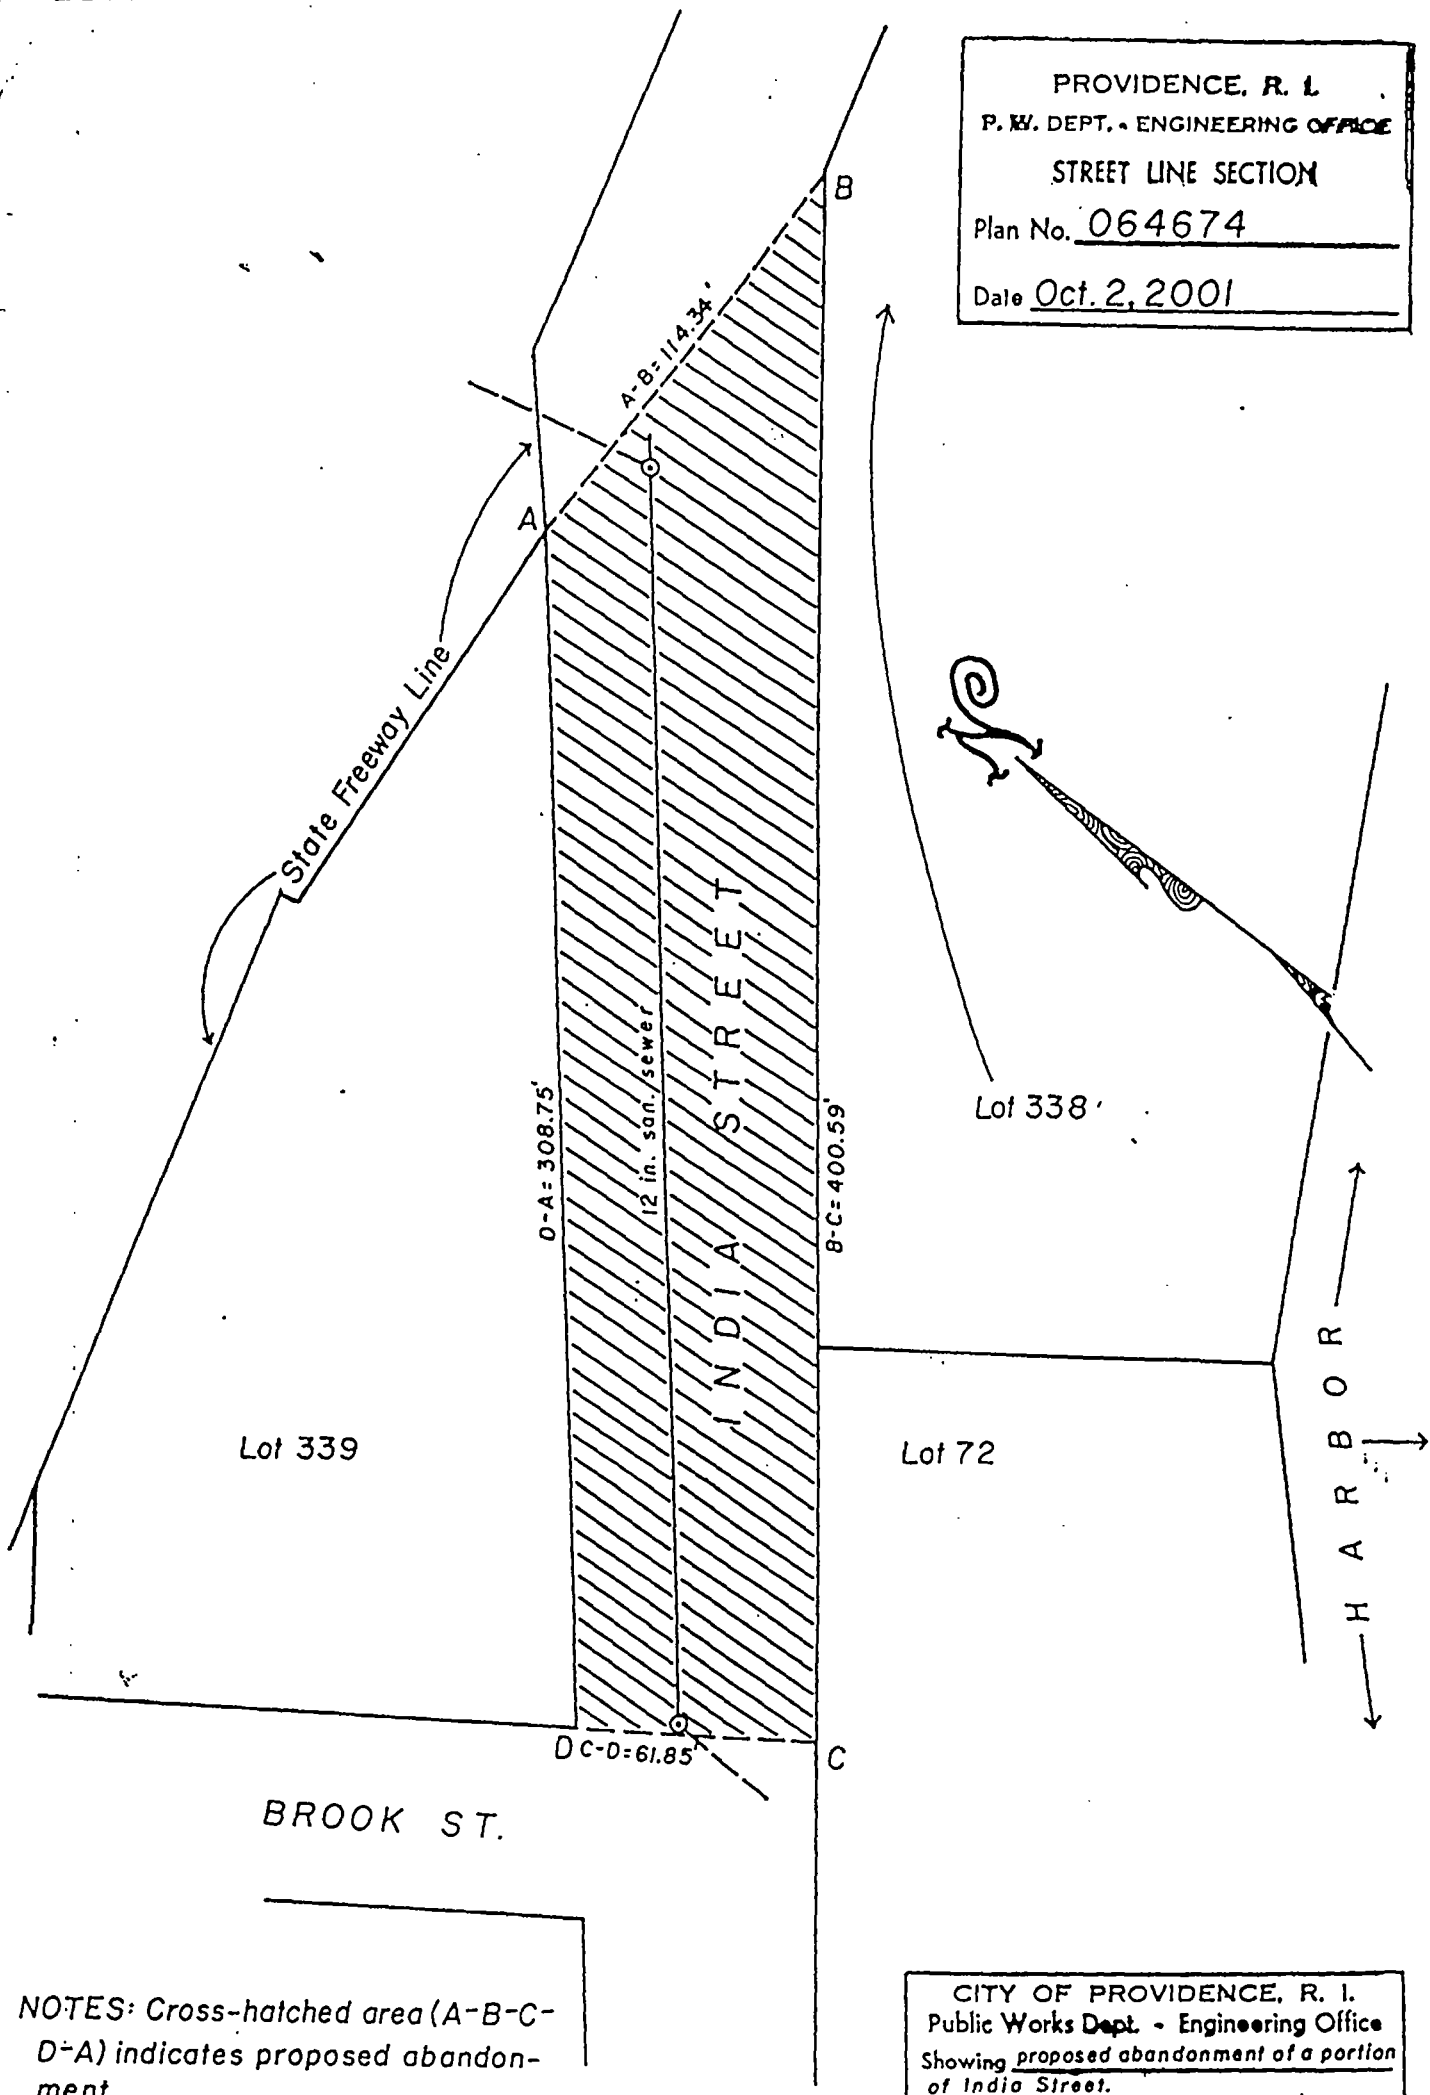 PROVIDENCE, R. I.
P. W. DEPT. - ENGINEERING OFFICE
STREET LINE SECTION
Plan No. 064674
Date Oct. 2, 2001
B
A-B=114.34'
A
State Freeway Line
INDIA STREET
12 in. san. sewer
D-A=308.75'
B-C=400.59'
Lot 338
HARBOR
Lot 339
Lot 72
D C-D=61.85'
C
BROOK ST.
NOTES: Cross-hatched area (A-B-C-
D-A) indicates proposed abandon-
ment
CITY OF PROVIDENCE, R. I.
Public Works Dept. - Engineering Office
Showing proposed abandonment of a portion
of India Street.